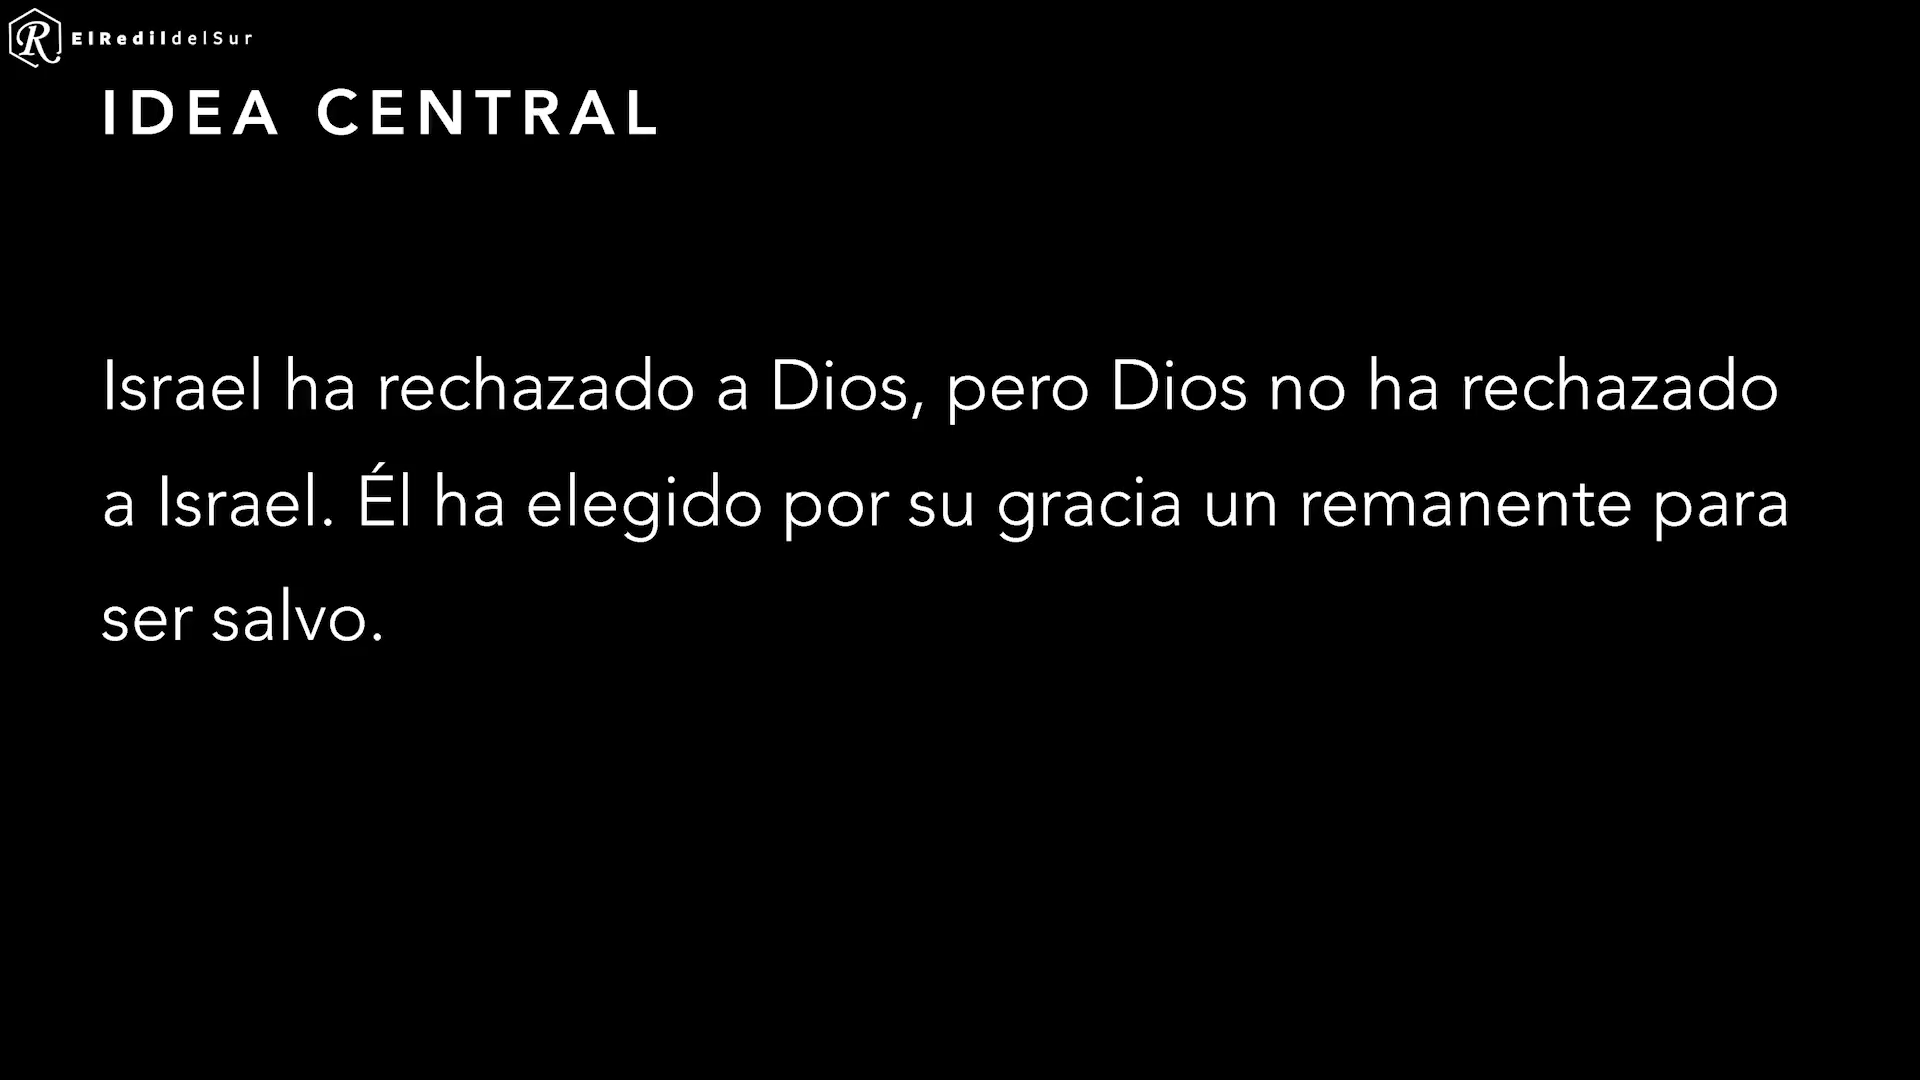 R ElRedildelSur
IDEA CENTRAL
Israel ha rechazado a Dios, pero Dios no ha rechazado
a Israel. Él ha elegido por su gracia un remanente para
ser salvo.